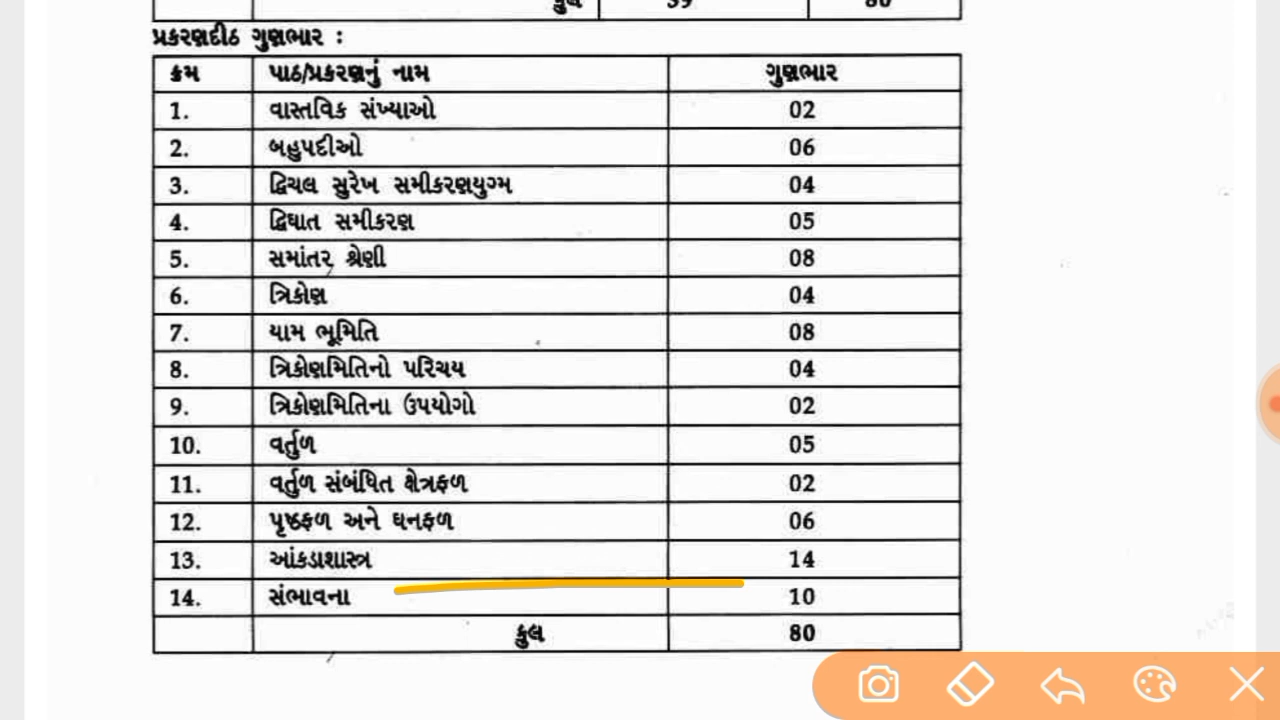 કુલ 39 80
પ્રકરણદીઠ ગુણભાર :
ક્રમ પાઠ/પ્રકરણનું નામ ગુણભાર
1. વાસ્તવિક સંખ્યાઓ 02
2. બહુપદીઓ 06
3. દ્વિચલ સુરેખ સમીકરણયુગ્મ 04
4. દ્વિઘાત સમીકરણ 05
5. સમાંતર શ્રેણી 08
6. ત્રિકોણ 04
7. યામ ભૂમિતિ 08
8. ત્રિકોણમિતિનો પરિચય 04
9. ત્રિકોણમિતિના ઉપયોગો 02
10. વર્તુળ 05
11. વર્તુળ સંબંધિત ક્ષેત્રફળ 02
12. પૃષ્ઠફળ અને ઘનફળ 06
13. આંકડાશાસ્ત્ર 14
14. સંભાવના 10
કુલ 80